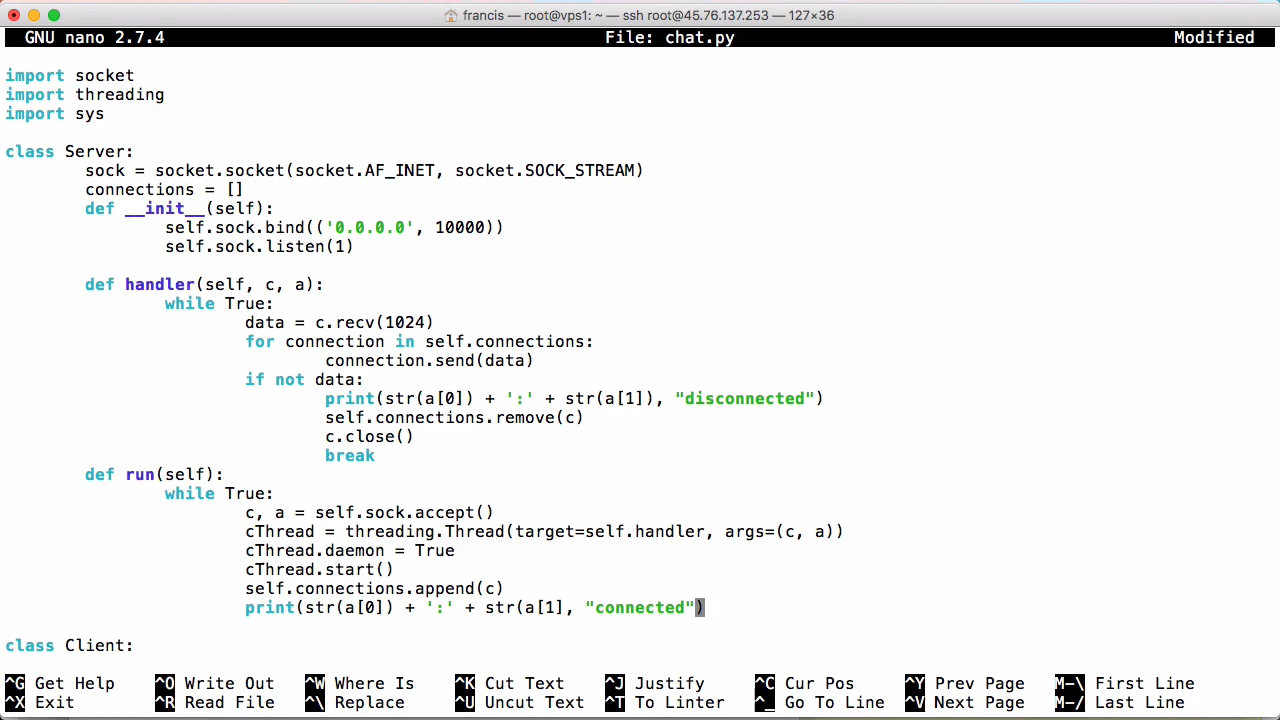 francis — root@vps1: ~ — ssh root@45.76.137.253 — 127×36
GNU nano 2.7.4 File: chat.py Modified
import socket
import threading
import sys
class Server:
sock = socket.socket(socket.AF_INET, socket.SOCK_STREAM)
connections = []
def __init__(self):
self.sock.bind(('0.0.0.0', 10000))
self.sock.listen(1)
def handler(self, c, a):
while True:
data = c.recv(1024)
for connection in self.connections:
connection.send(data)
if not data:
print(str(a[0]) + ':' + str(a[1]), "disconnected")
self.connections.remove(c)
c.close()
break
def run(self):
while True:
c, a = self.sock.accept()
cThread = threading.Thread(target=self.handler, args=(c, a))
cThread.daemon = True
cThread.start()
self.connections.append(c)
print(str(a[0]) + ':' + str(a[1], "connected")
class Client:
^G Get Help ^O Write Out ^W Where Is ^K Cut Text ^J Justify ^C Cur Pos ^Y Prev Page M-\ First Line
^X Exit ^R Read File ^\ Replace ^U Uncut Text ^T To Linter ^_ Go To Line ^V Next Page M-/ Last Line